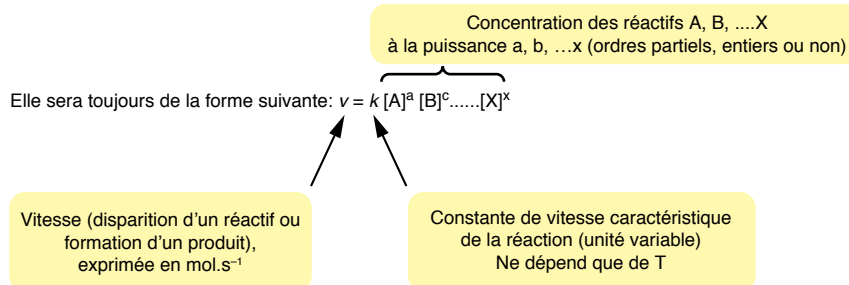 Concentration des réactifs A, B, ....X
à la puissance a, b, …x (ordres partiels, entiers ou non)
Elle sera toujours de la forme suivante: v = k [A]ᵃ [B]ᶜ......[X]ˣ
Vitesse (disparition d’un réactif ou
formation d’un produit),
exprimée en mol.s⁻¹
Constante de vitesse caractéristique
de la réaction (unité variable)
Ne dépend que de T